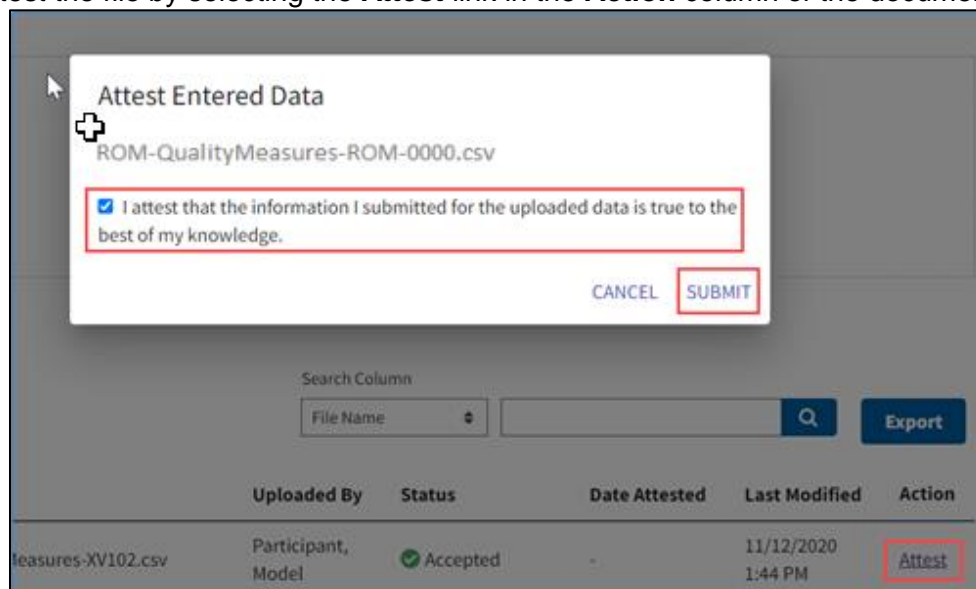 the file by selecting the Attest link in the Action column of the
Attest Entered Data
ROM-QualityMeasures-ROM-0000.csv
I attest that the information I submitted for the uploaded data is true to the
best of my knowledge.
CANCEL SUBMIT
Search Column
File Name
Export
Uploaded By Status Date Attested Last Modified Action
Measures-XV102.csv Participant, Model Accepted - 11/12/2020 1:44 PM Attest